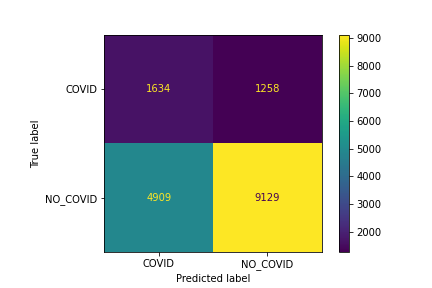 COVID
NO_COVID
True label
1634
1258
4909
9129
COVID
NO_COVID
Predicted label
9000
8000
7000
6000
5000
4000
3000
2000